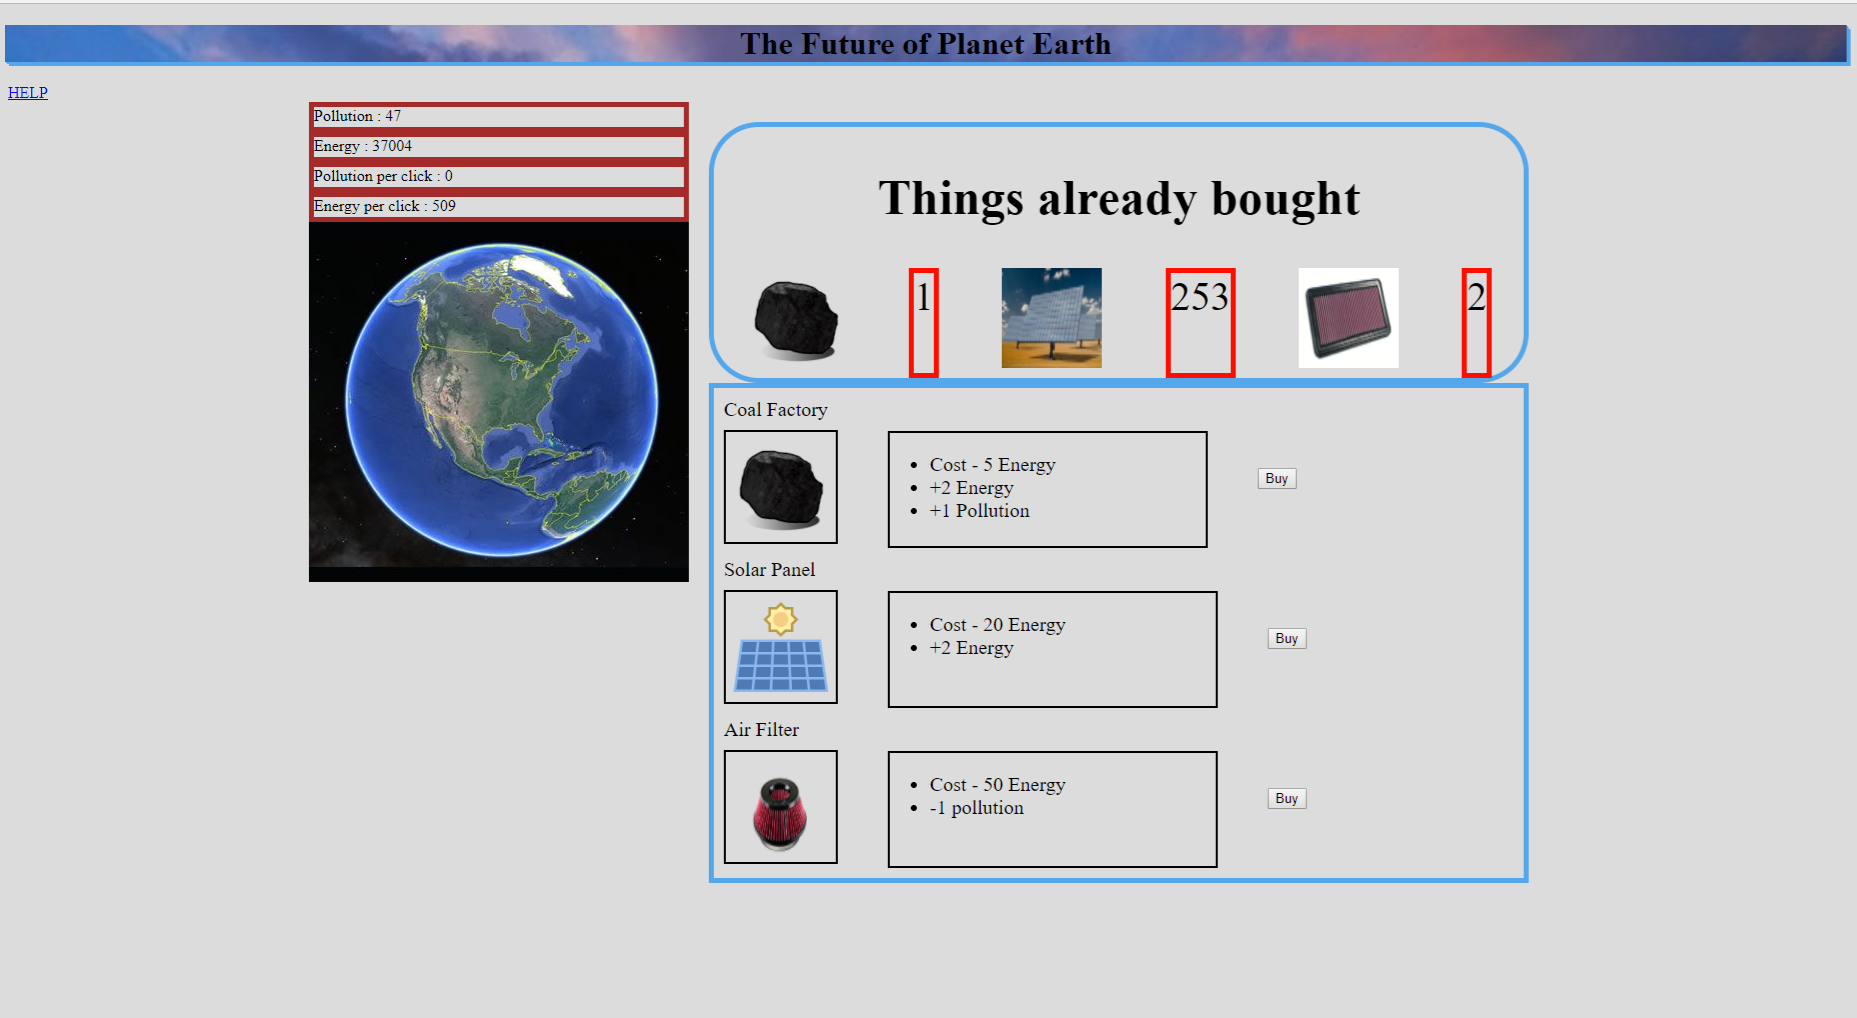 The Future of Planet Earth
HELP
Pollution : 47
Energy : 37004
Pollution per click : 0
Energy per click : 509
Things already bought
1
253
2
Coal Factory
Cost - 5 Energy
+2 Energy
+1 Pollution
Buy
Solar Panel
Cost - 20 Energy
+2 Energy
Buy
Air Filter
Cost - 50 Energy
-1 pollution
Buy